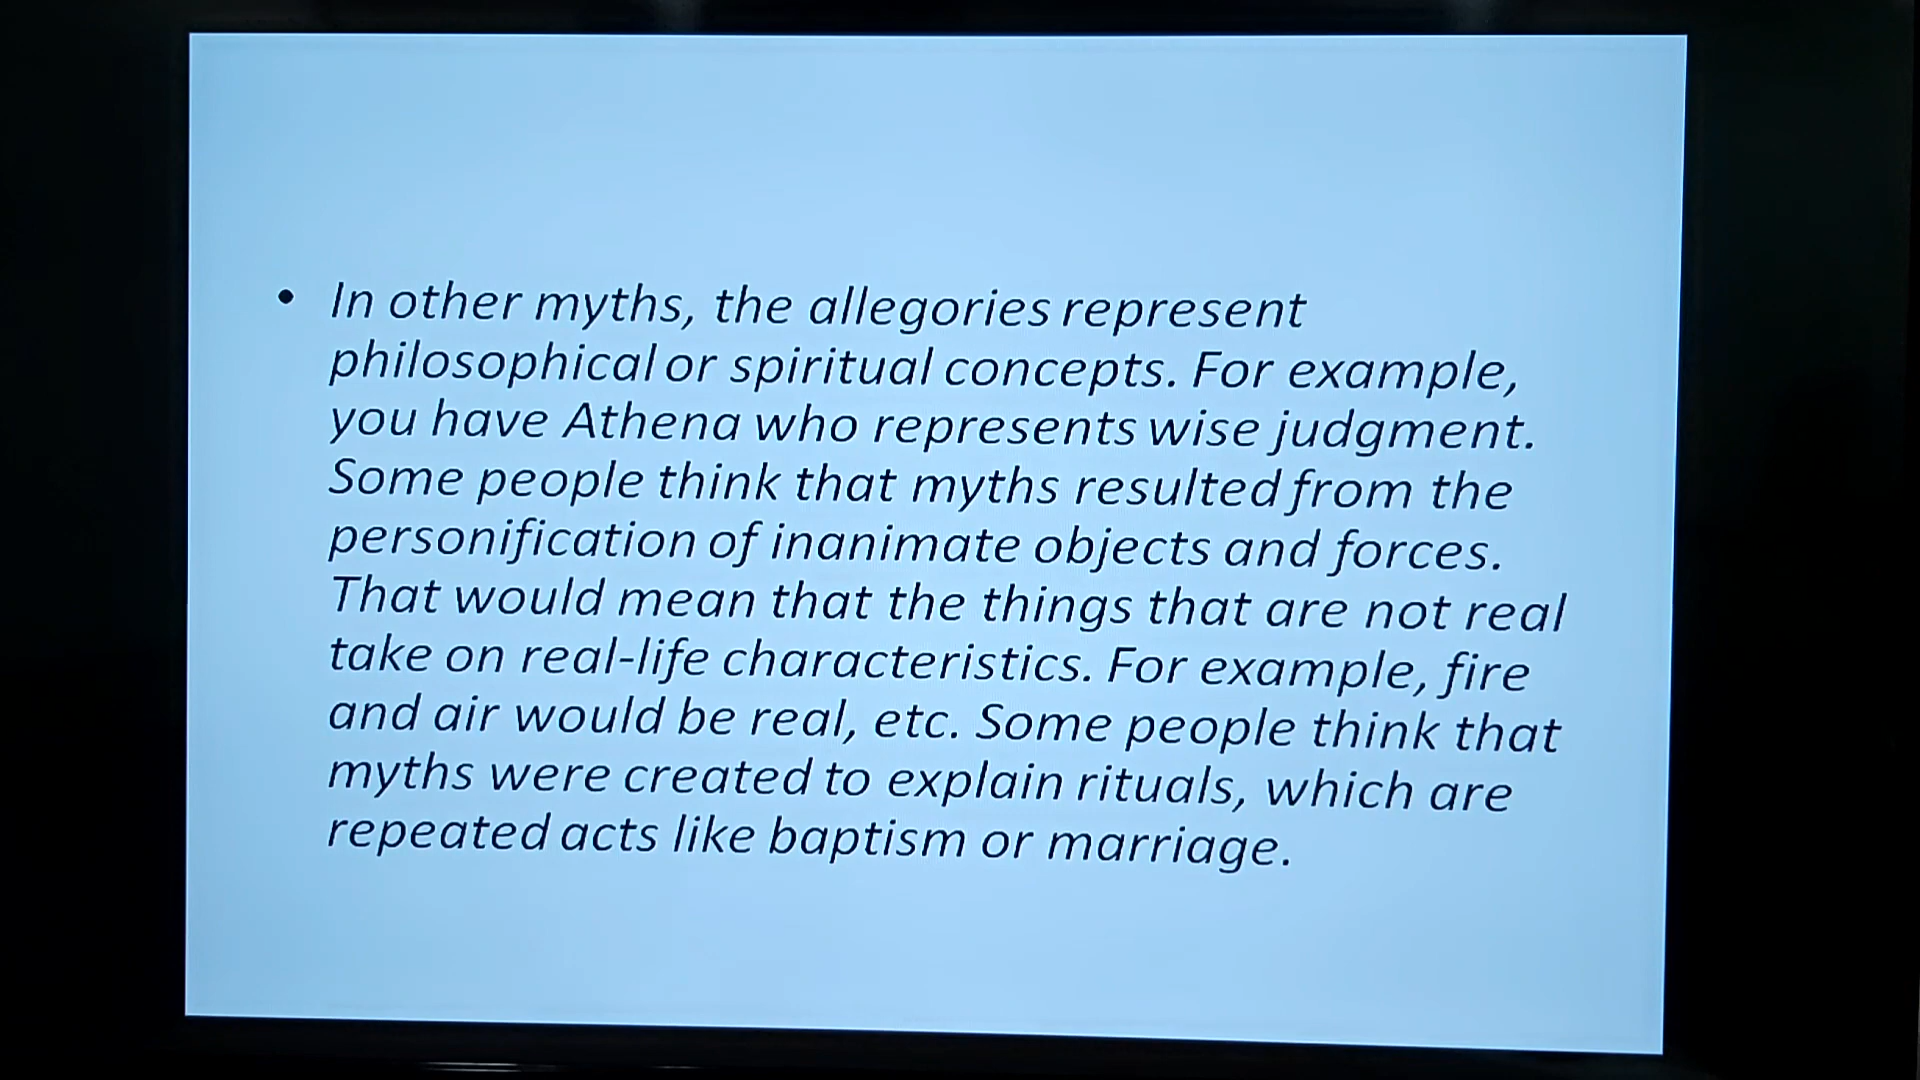 • In other myths, the allegories represent
philosophical or spiritual concepts. For example,
you have Athena who represents wise judgment.
Some people think that myths resulted from the
personification of inanimate objects and forces.
That would mean that the things that are not real
take on real-life characteristics. For example, fire
and air would be real, etc. Some people think that
myths were created to explain rituals, which are
repeated acts like baptism or marriage.